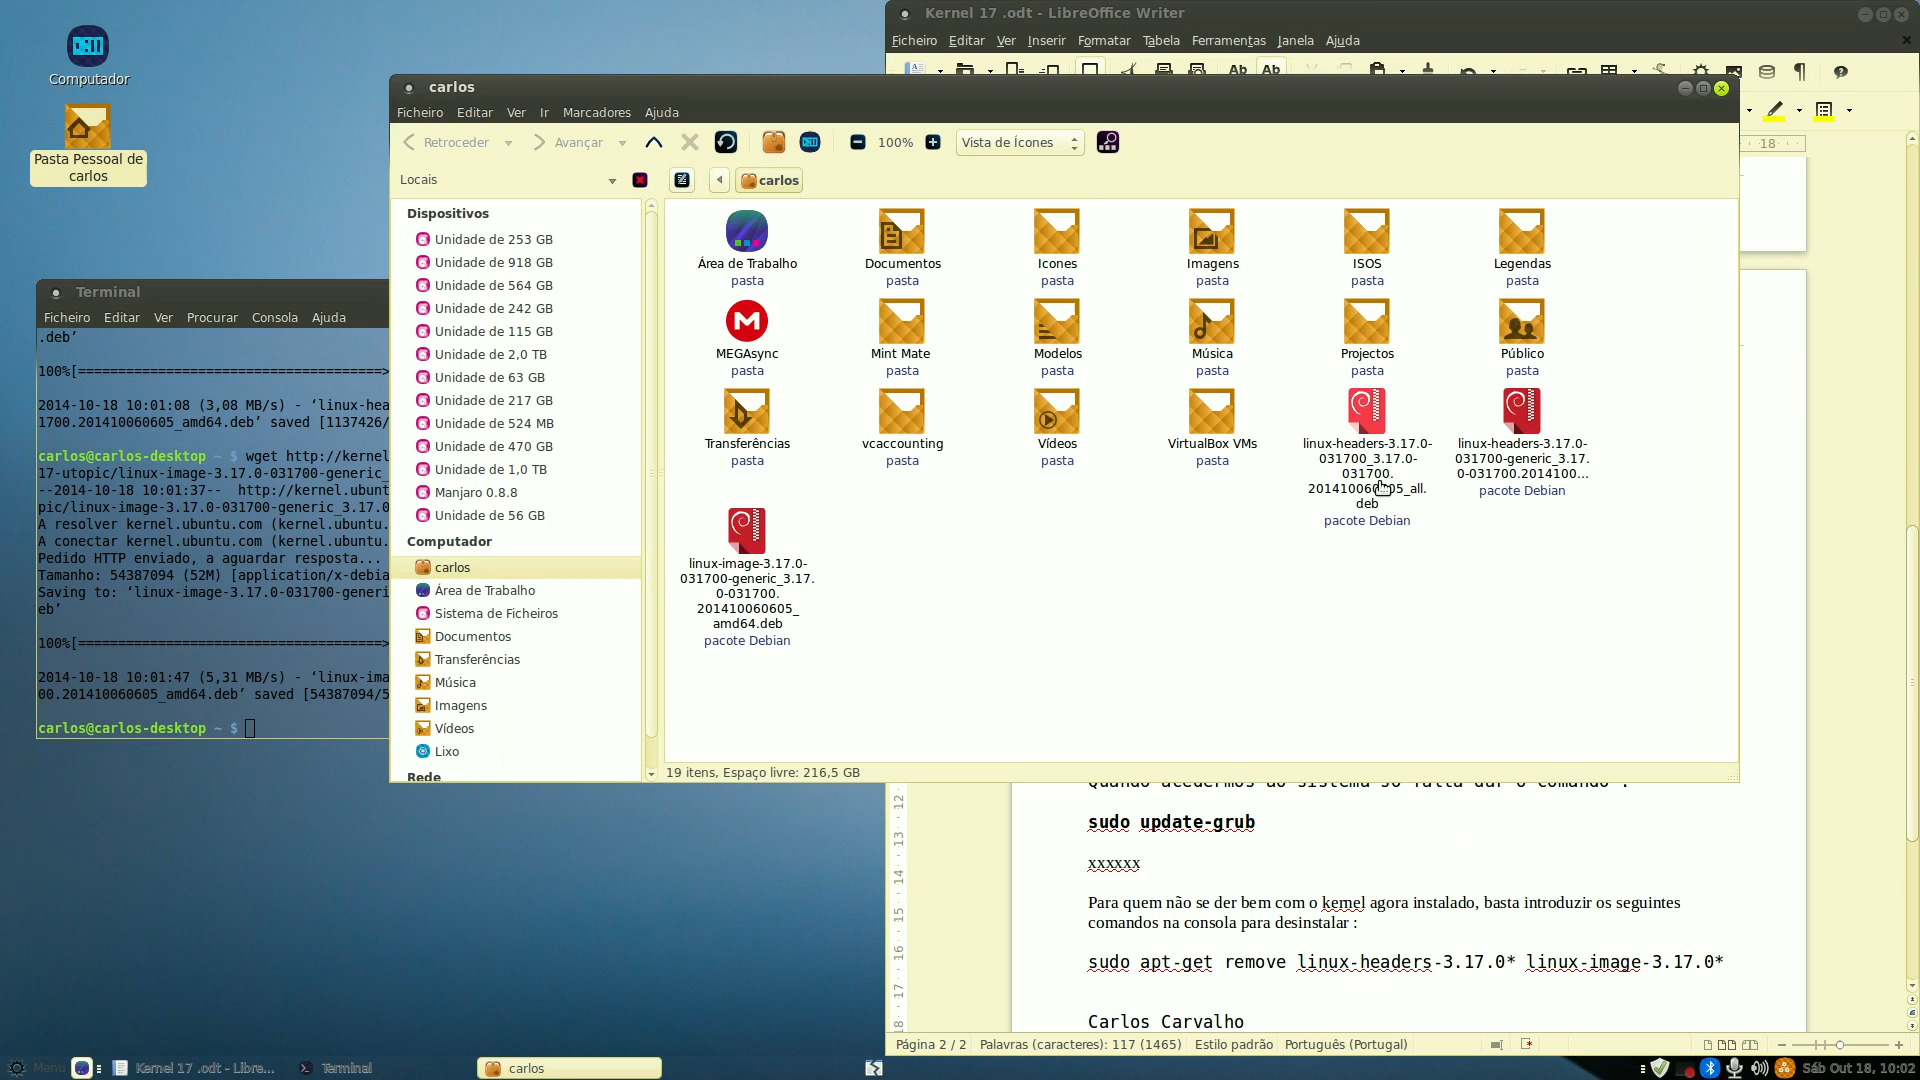 Computador
Pasta Pessoal de
carlos
Kernel 17 .odt - LibreOffice Writer
Ficheiro Editar Ver Inserir Formatar Tabela Ferramentas Janela Ajuda
carlos
Ficheiro Editar Ver Ir Marcadores Ajuda
Retroceder Avançar 100% Vista de Ícones
Locais
carlos
18
Dispositivos
Unidade de 253 GB
Unidade de 918 GB
Unidade de 564 GB
Unidade de 242 GB
Unidade de 115 GB
Unidade de 2,0 TB
Unidade de 63 GB
Unidade de 217 GB
Unidade de 524 MB
Unidade de 470 GB
Unidade de 1,0 TB
Manjaro 0.8.8
Unidade de 56 GB
Computador
carlos
Área de Trabalho
Sistema de Ficheiros
Documentos
Transferências
Música
Imagens
Vídeos
Lixo
Rede
Área de Trabalho
pasta
Documentos
pasta
Icones
pasta
Imagens
pasta
ISOS
pasta
Legendas
pasta
MEGAsync
pasta
Mint Mate
pasta
Modelos
pasta
Música
pasta
Projectos
pasta
Público
pasta
Transferências
pasta
vcaccounting
pasta
Vídeos
pasta
VirtualBox VMs
pasta
linux-headers-3.17.0-
031700_3.17.0-
031700.
201410060605_all.
deb
pacote Debian
linux-headers-3.17.0-
031700-generic_3.17.
0-031700.2014100...
pacote Debian
linux-image-3.17.0-
031700-generic_3.17.
0-031700.
201410060605_
amd64.deb
pacote Debian
19 itens, Espaço livre: 216,5 GB
Terminal
Ficheiro Editar Ver Procurar Consola Ajuda
.deb’
100%[======================================>
2014-10-18 10:01:08 (3,08 MB/s) - ‘linux-hea
1700.201410060605_amd64.deb’ saved [1137426/
carlos@carlos-desktop ~ $ wget http://kernel
17-utopic/linux-image-3.17.0-031700-generic_
--2014-10-18 10:01:37-- http://kernel.ubunt
pic/linux-image-3.17.0-031700-generic_3.17.0
A resolver kernel.ubuntu.com (kernel.ubuntu.
A conectar kernel.ubuntu.com (kernel.ubuntu.
Pedido HTTP enviado, a aguardar resposta...
Tamanho: 54387094 (52M) [application/x-debia
Saving to: ‘linux-image-3.17.0-031700-generi
eb’
100%[======================================>
2014-10-18 10:01:47 (5,31 MB/s) - ‘linux-ima
00.201410060605_amd64.deb’ saved [54387094/5
carlos@carlos-desktop ~ $
Quando acedermos ao sistema só falta dar o comando :
sudo update-grub
xxxxxx
Para quem não se der bem com o kernel agora instalado, basta introduzir os seguintes
comandos na consola para desinstalar :
sudo apt-get remove linux-headers-3.17.0* linux-image-3.17.0*
Carlos Carvalho
12
13
14
15
16
17
18
Página 2 / 2 Palavras (caracteres): 117 (1465) Estilo padrão Português (Portugal)
Menu Kernel 17 .odt - Libre... Terminal carlos Sáb Out 18, 10:02